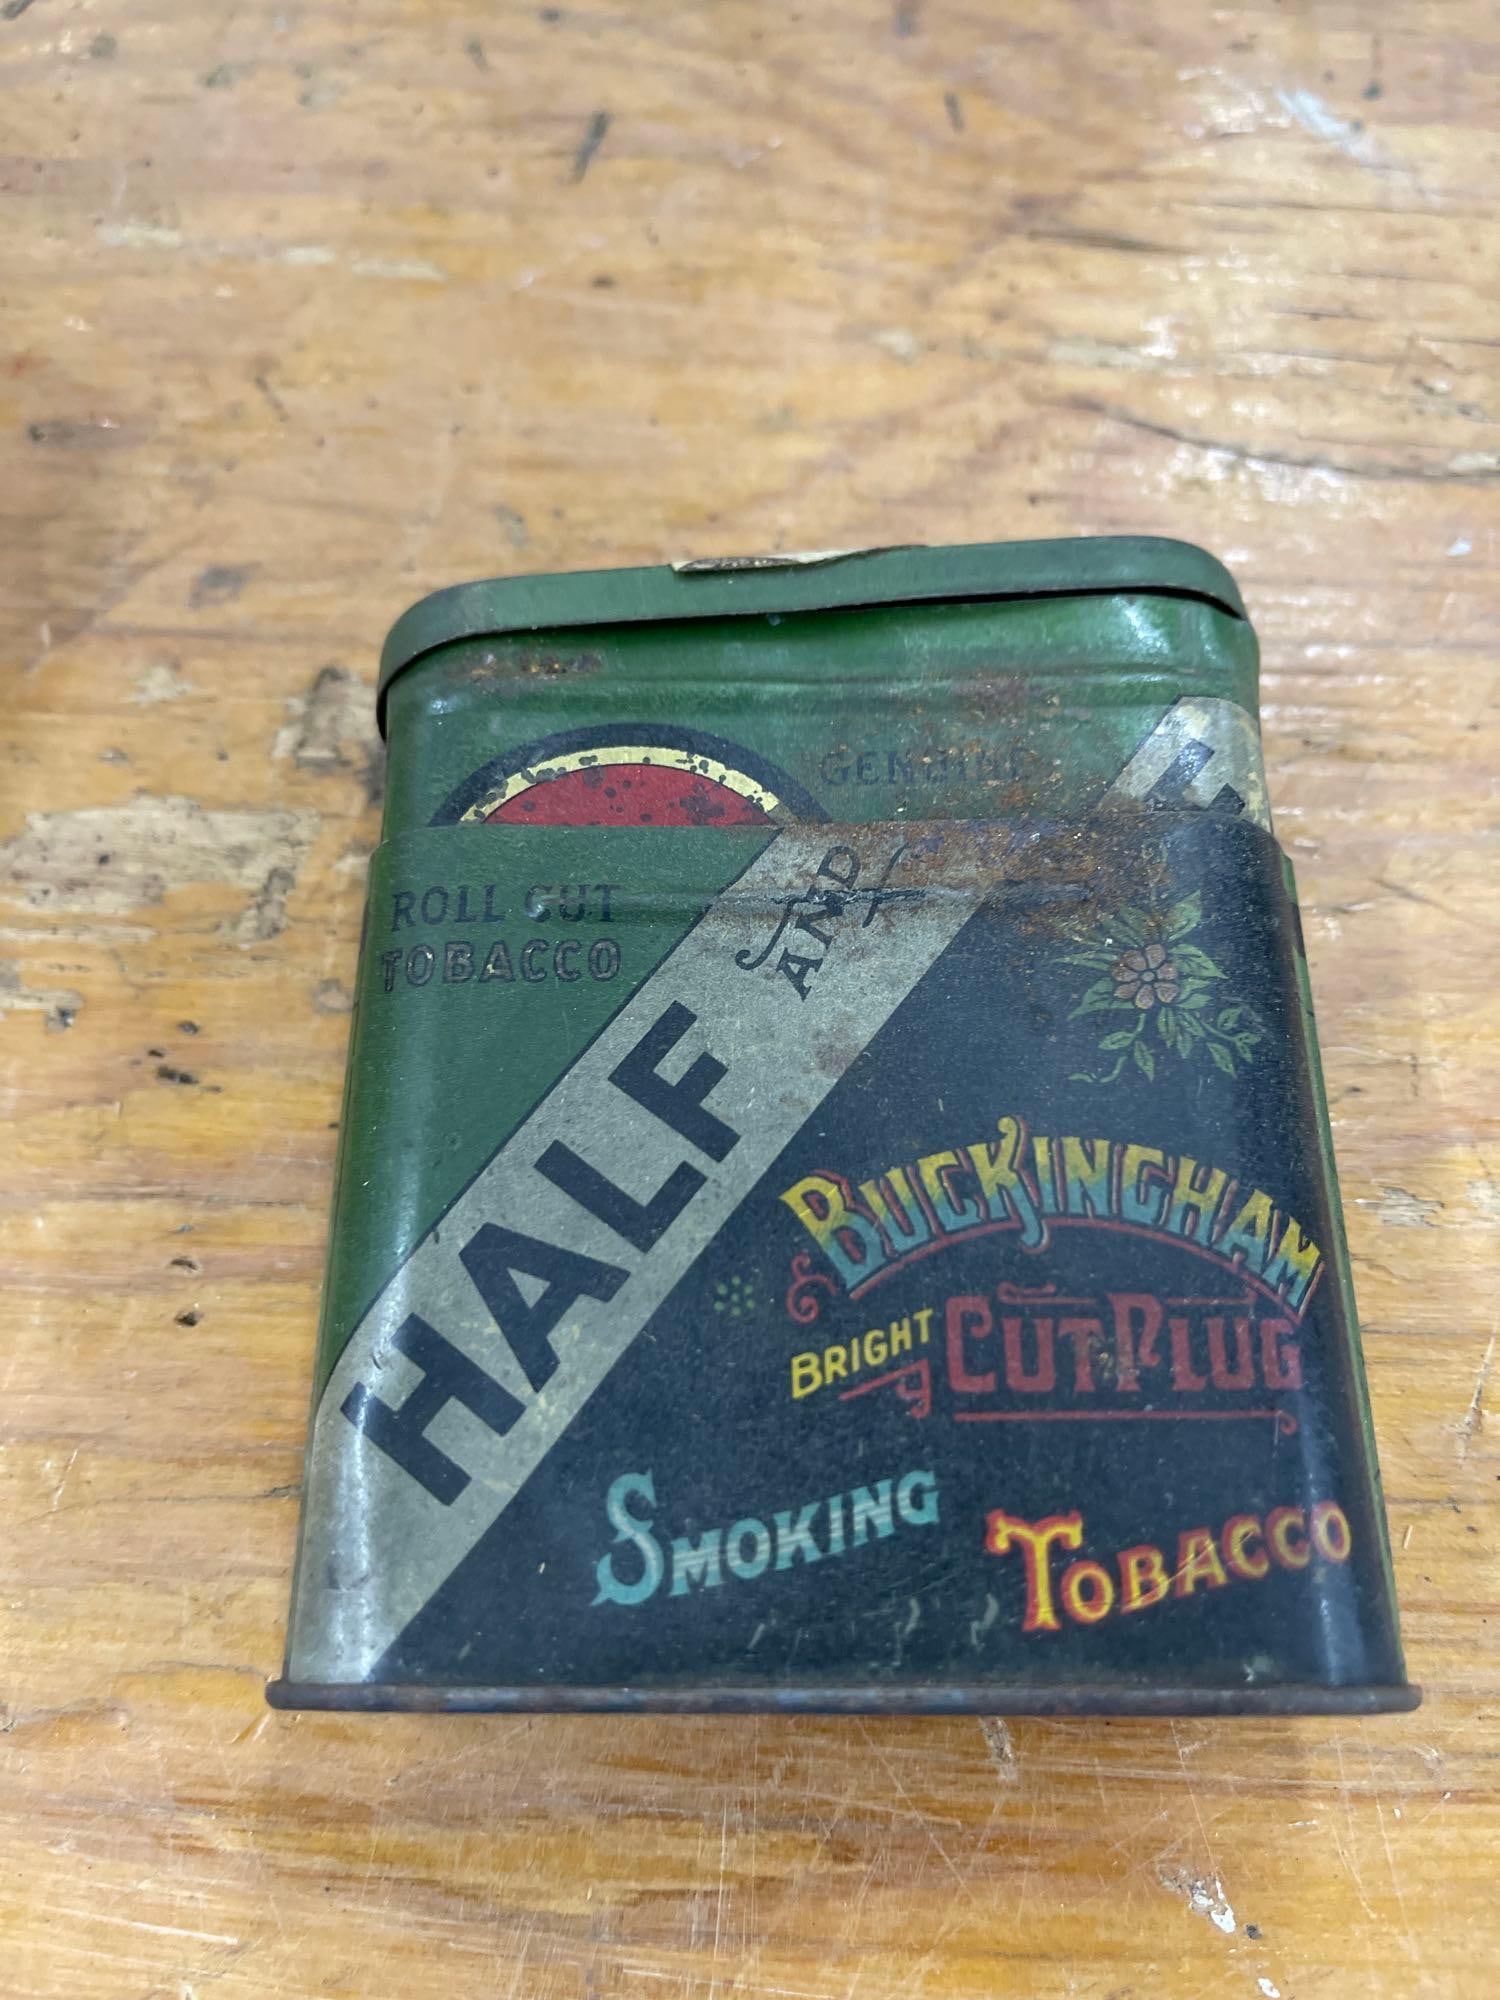 GENUINE
ROLL CUT
TOBACCO
HALF
AND
BUCKINGHAM
BRIGHT CUT PLUG
SMOKING TOBACCO